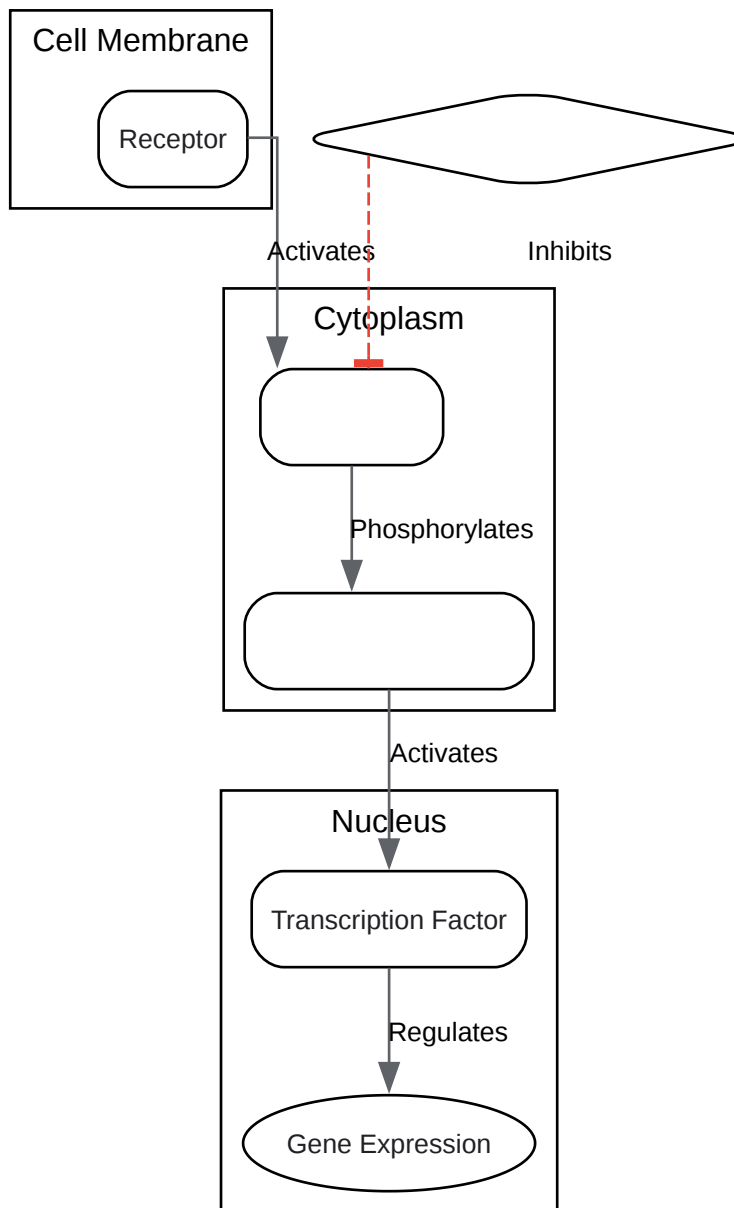 Cell Membrane
Receptor
Activates
Inhibits
Cytoplasm
Phosphorylates
Activates
Nucleus
Transcription Factor
Regulates
Gene Expression